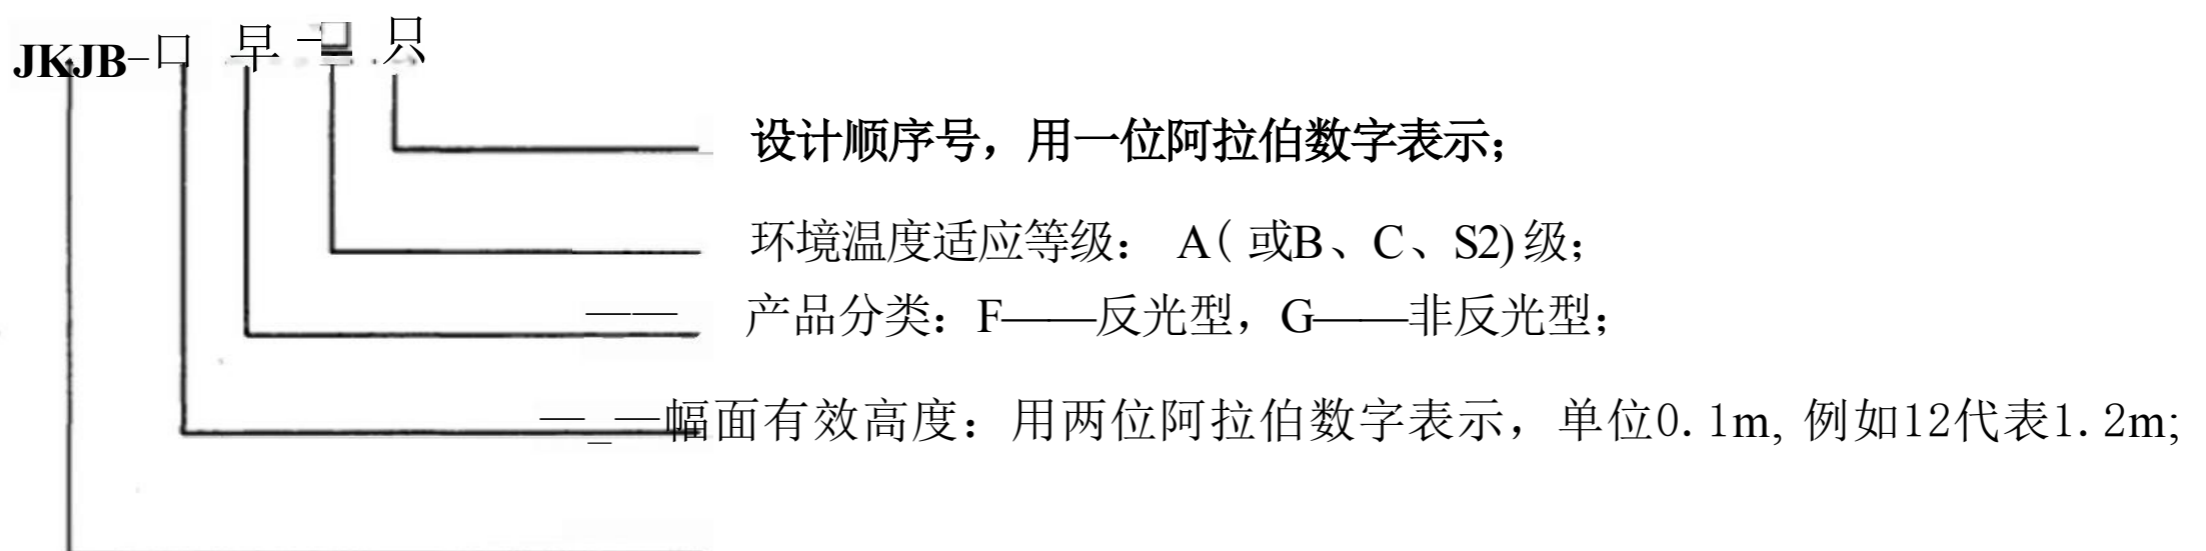 JKJB-口 早 只
设计顺序号，用一位阿拉伯数字表示；
环境温度适应等级： A( 或B、C、S2)级；
—— 产品分类：F——反光型，G——非反光型；
—_—幅面有效高度：用两位阿拉伯数字表示，单位0.1m, 例如12代表1.2m;